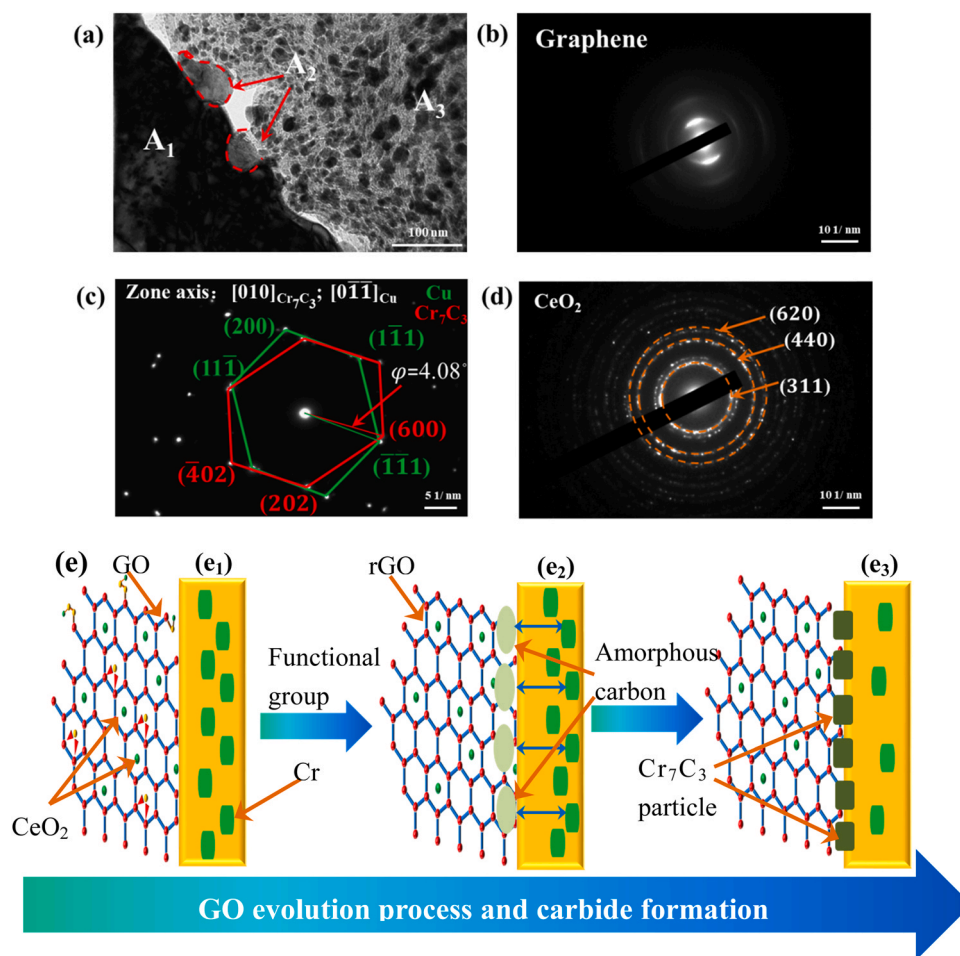 (a)
A₂
A₃
A₁
100 nm
(b)
Graphene
10 1/ nm
(c)
Zone axis: [010]Cr₇C₃; [01̅1̅]Cu
Cu
Cr₇C₃
(200)
(11̅1)
(111̅)
φ=4.08°
(600)
(1̅1̅1)
(4̅02)
(202)
5 1/ nm
(d)
CeO₂
(620)
(440)
(311)
10 1/ nm
(e)
GO
(e₁)
Functional
group
Cr
CeO₂
rGO
(e₂)
Amorphous
carbon
(e₃)
Cr₇C₃
particle
GO evolution process and carbide formation